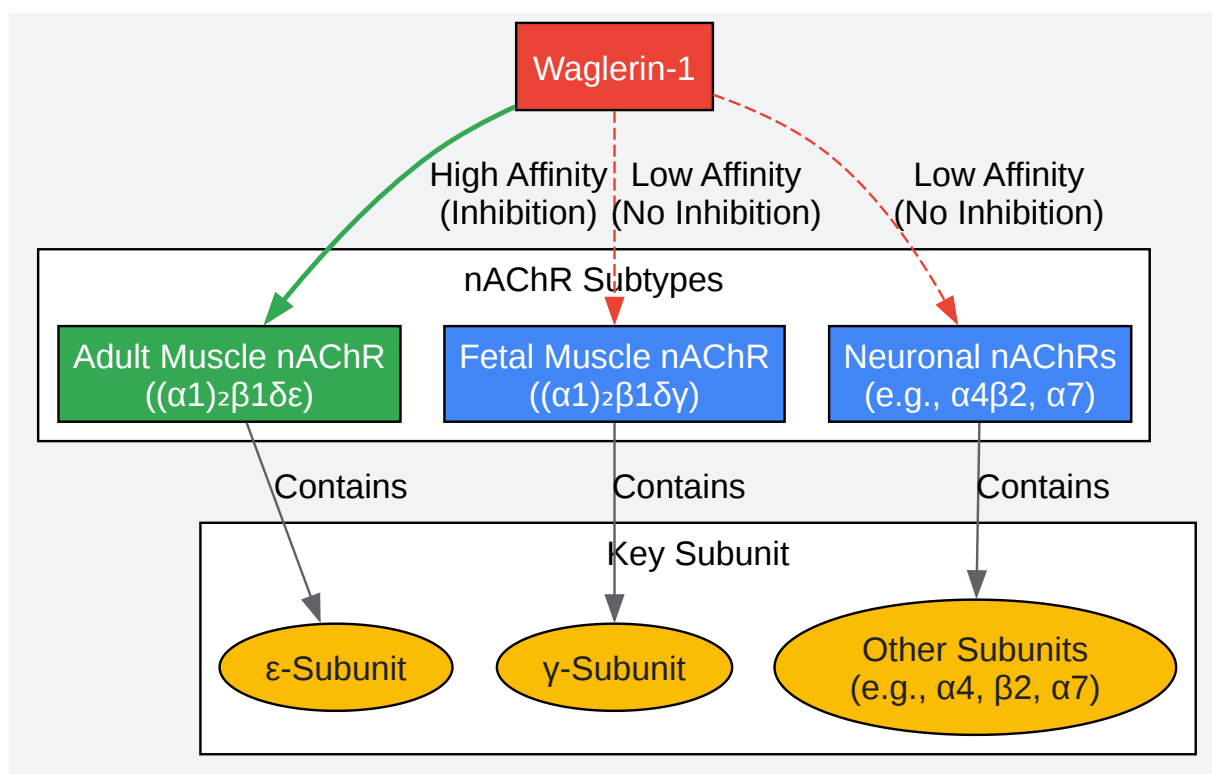 Waglerin-1
High Affinity
(Inhibition)
Low Affinity
(No Inhibition)
Low Affinity
(No Inhibition)
nAChR Subtypes
Adult Muscle nAChR
((α1)₂β1δε)
Fetal Muscle nAChR
((α1)₂β1δγ)
Neuronal nAChRs
(e.g., α4β2, α7)
Contains
Contains
Contains
Key Subunit
ε-Subunit
γ-Subunit
Other Subunits
(e.g., α4, β2, α7)